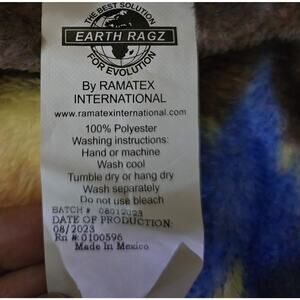 THE BEST SOLUTION
EARTH RAGZ
FOR EVOLUTION
By RAMATEX
INTERNATIONAL
www.ramatexinternational.com
100% Polyester
Washing instructions:
Hand or machine
Wash cool
Tumble dry or hang dry
Wash separately
Do not use bleach
BATCH # 08012023
DATE OF PRODUCTION:
08/2023
Rn #:0100596
Made in Mexico